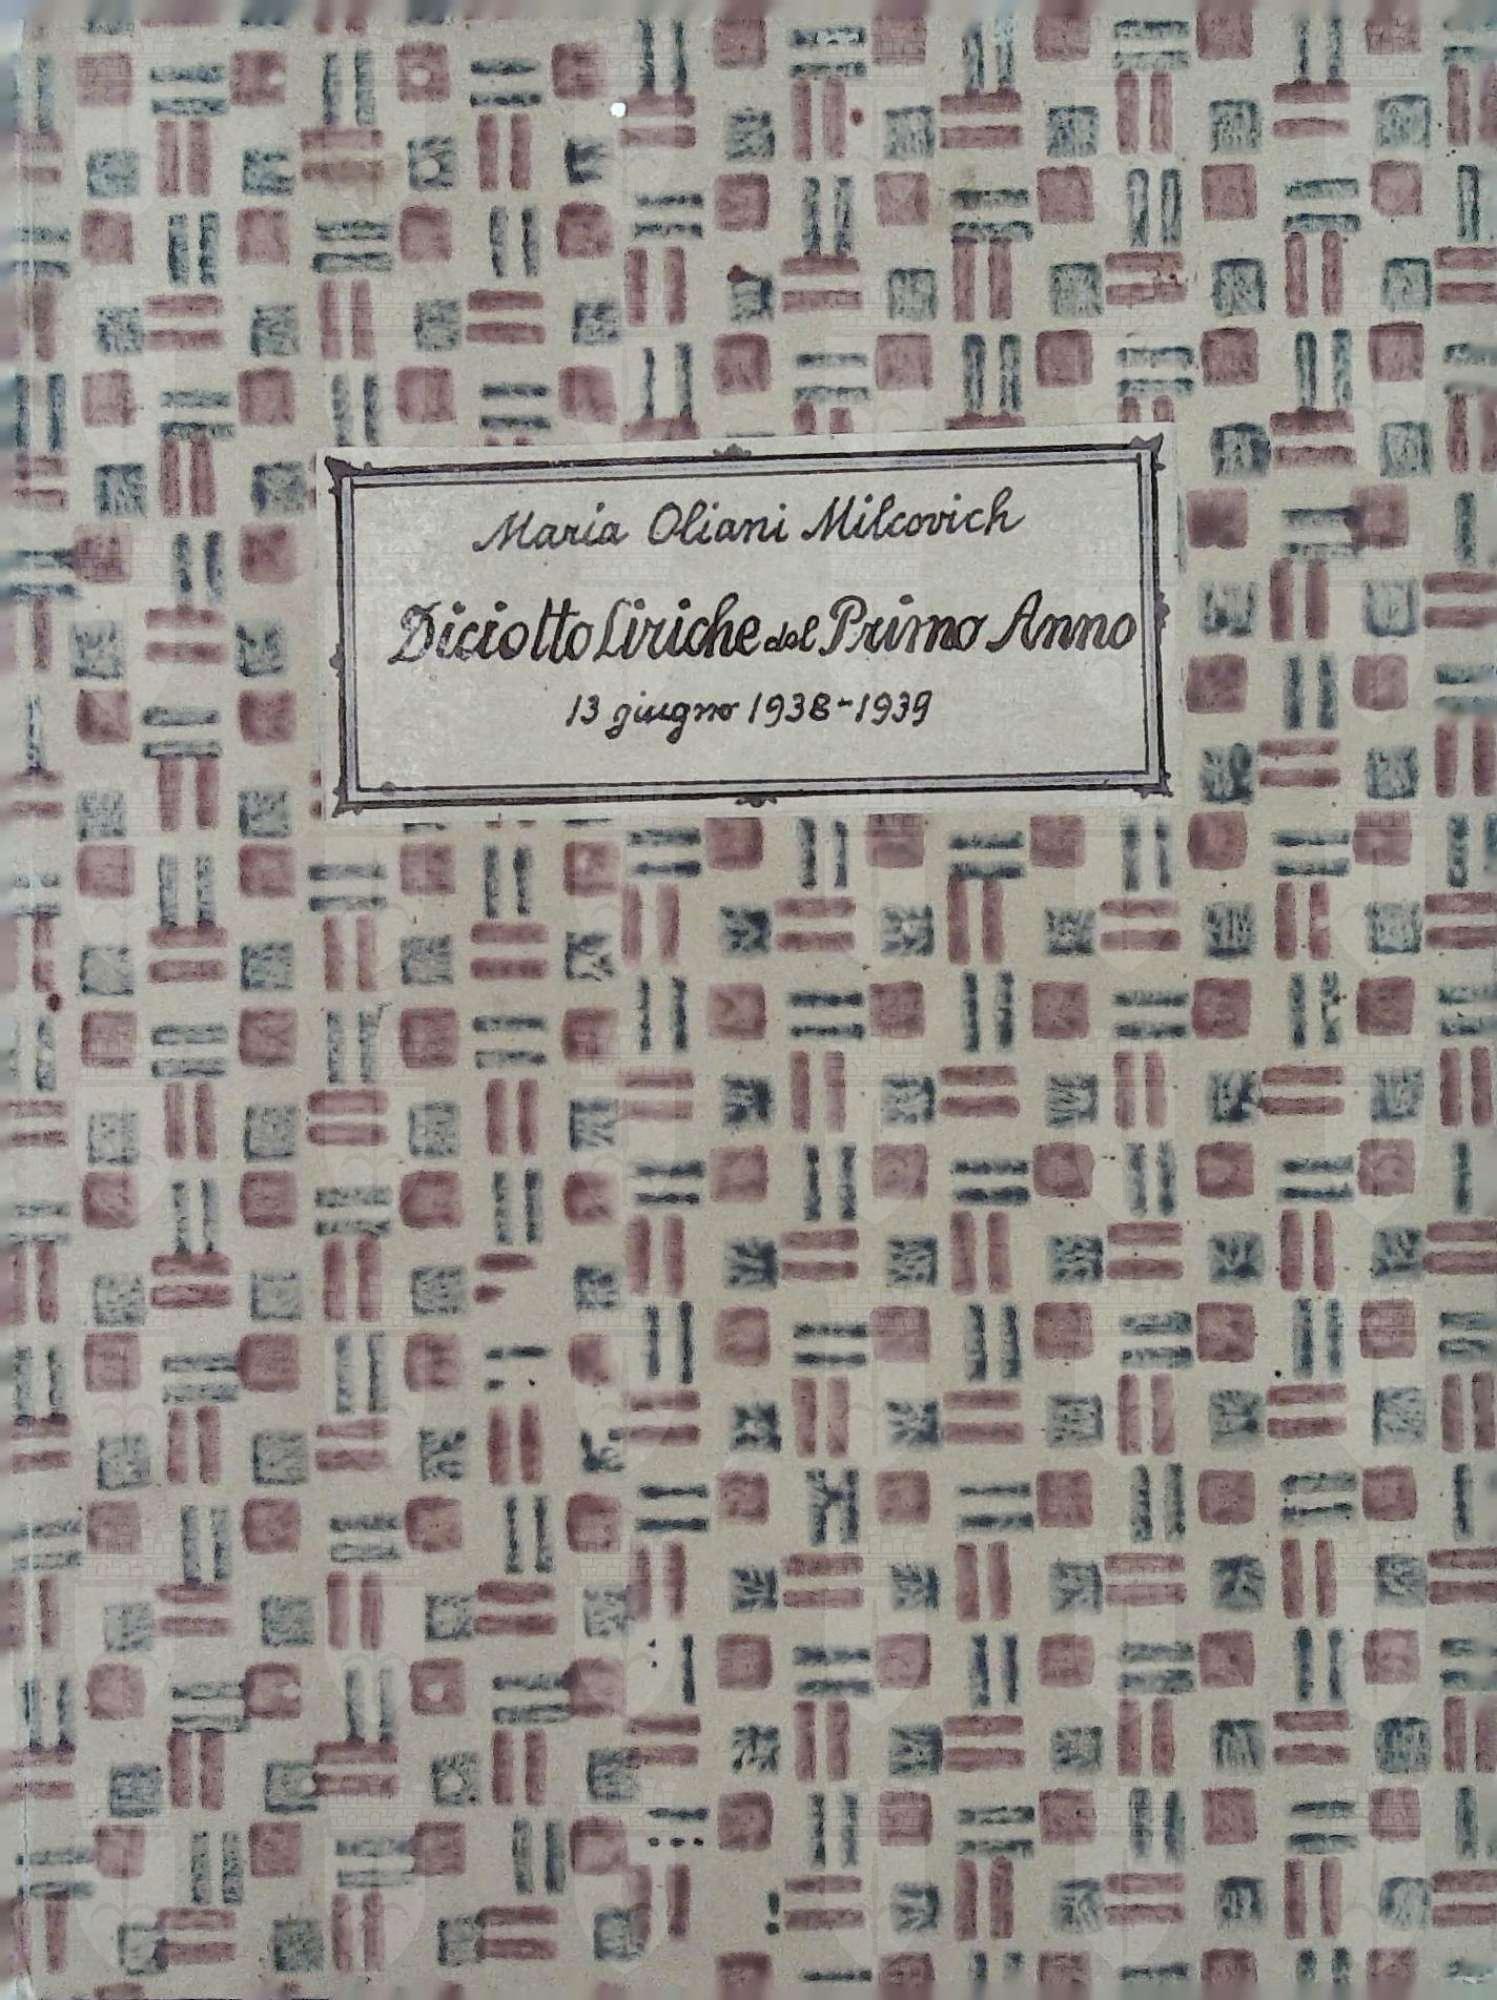 Maria Oliani Milcovich
Diciotto Liriche del Primo Anno
13 giugno 1938-1939